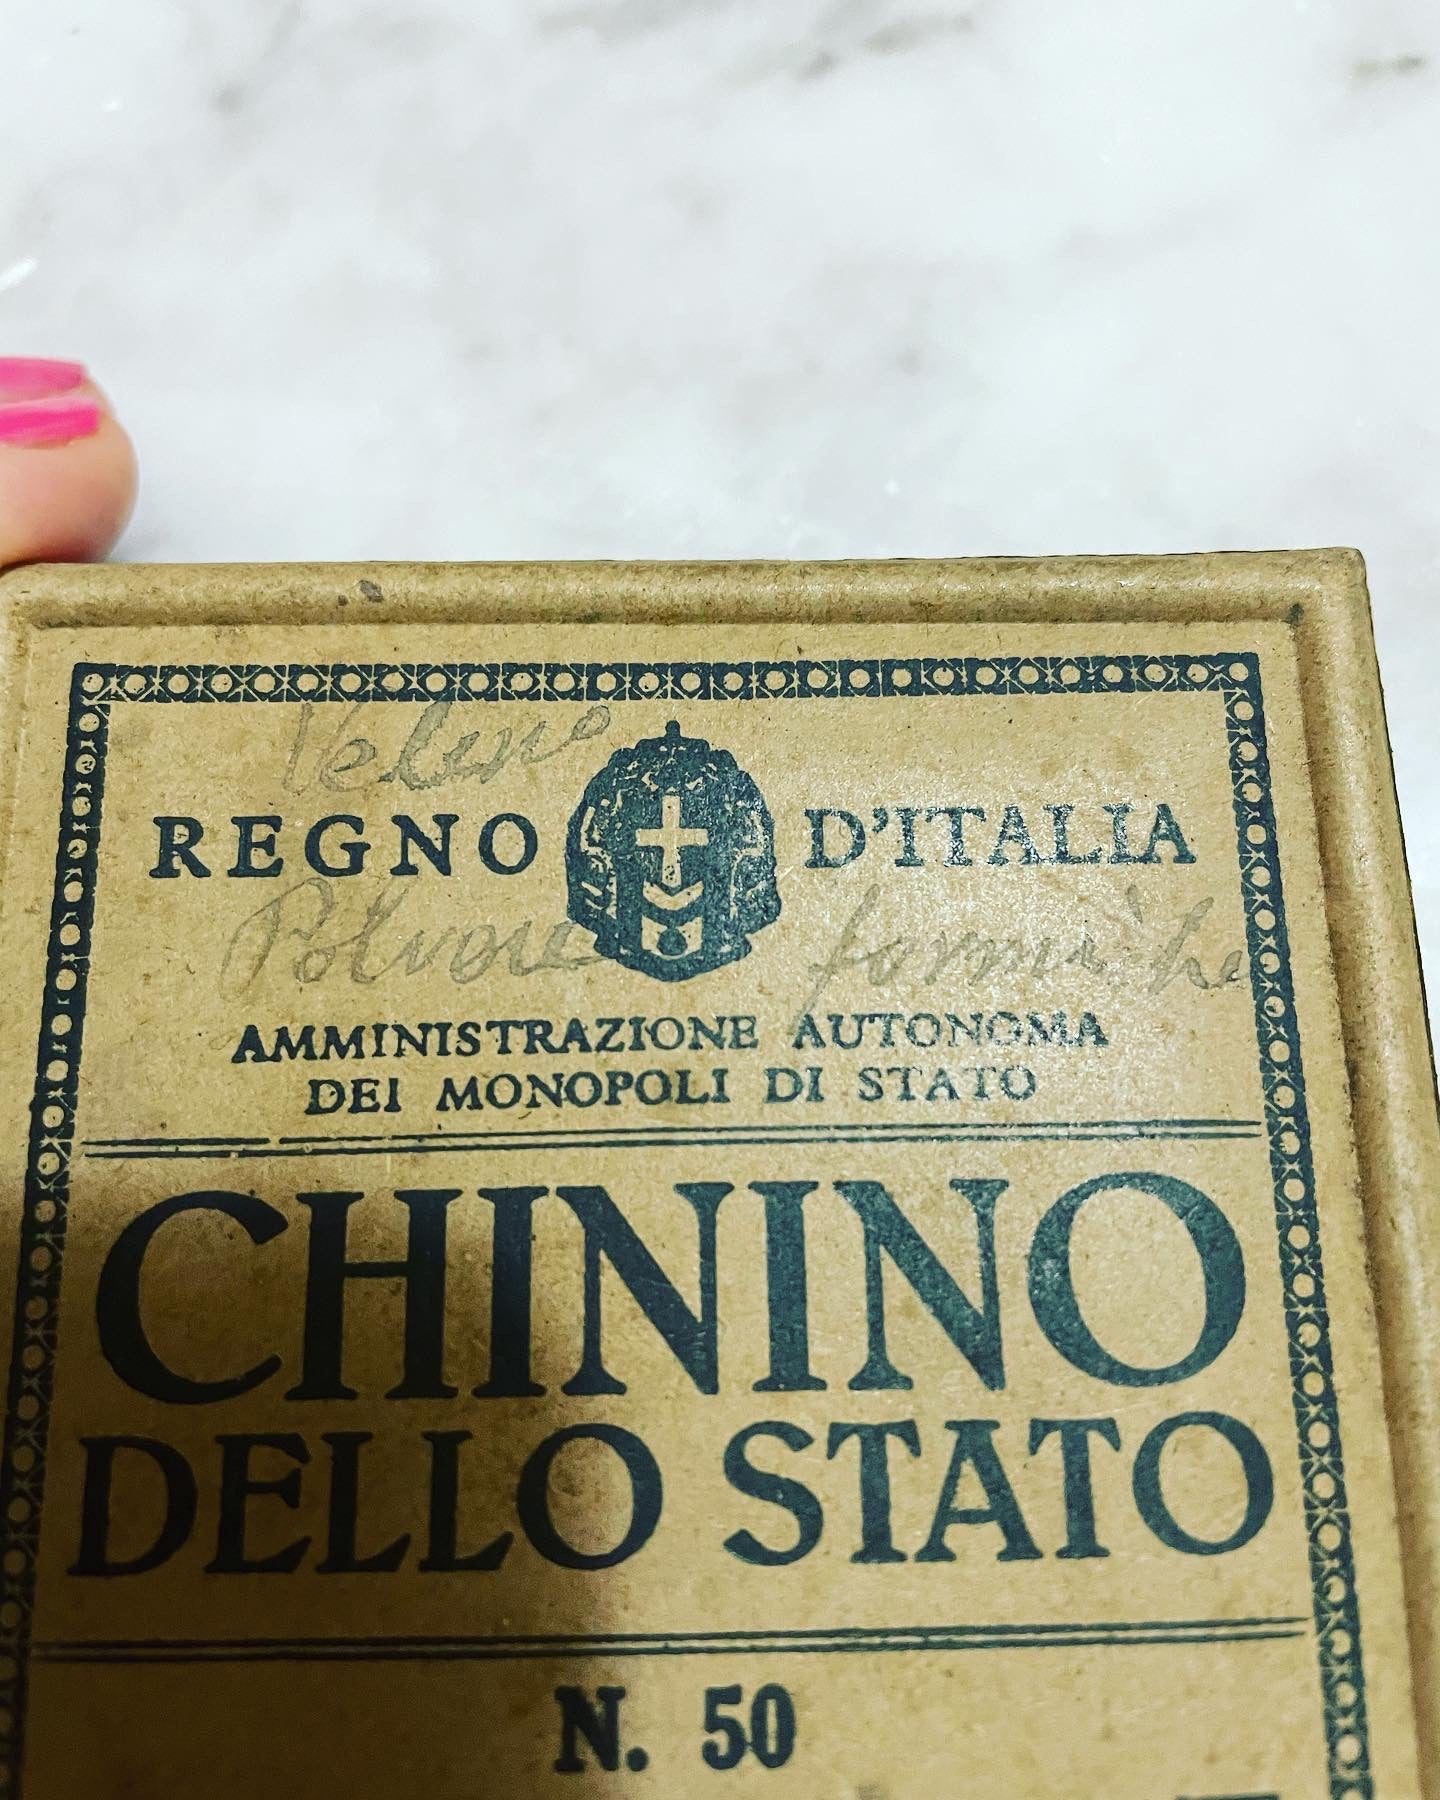 Veleno
REGNO D'ITALIA
Polvere formiche
AMMINISTRAZIONE AUTONOMA
DEI MONOPOLI DI STATO
CHININO
DELLO STATO
N. 50